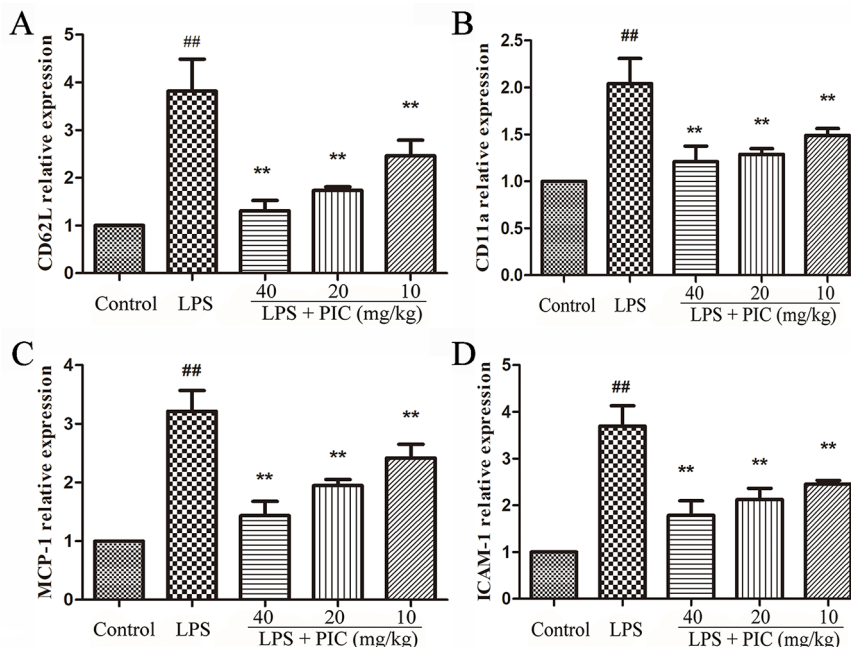 A
CD62L relative expression
5
4
3
2
1
0
##
**
**
**
Control
LPS
40
20
10
LPS + PIC (mg/kg)
B
CD11a relative expression
2.5
2.0
1.5
1.0
0.5
0.0
##
**
**
**
Control
LPS
40
20
10
LPS + PIC (mg/kg)
C
MCP-1 relative expression
4
3
2
1
0
##
**
**
**
Control
LPS
40
20
10
LPS + PIC (mg/kg)
D
ICAM-1 relative expression
5
4
3
2
1
0
##
**
**
**
Control
LPS
40
20
10
LPS + PIC (mg/kg)